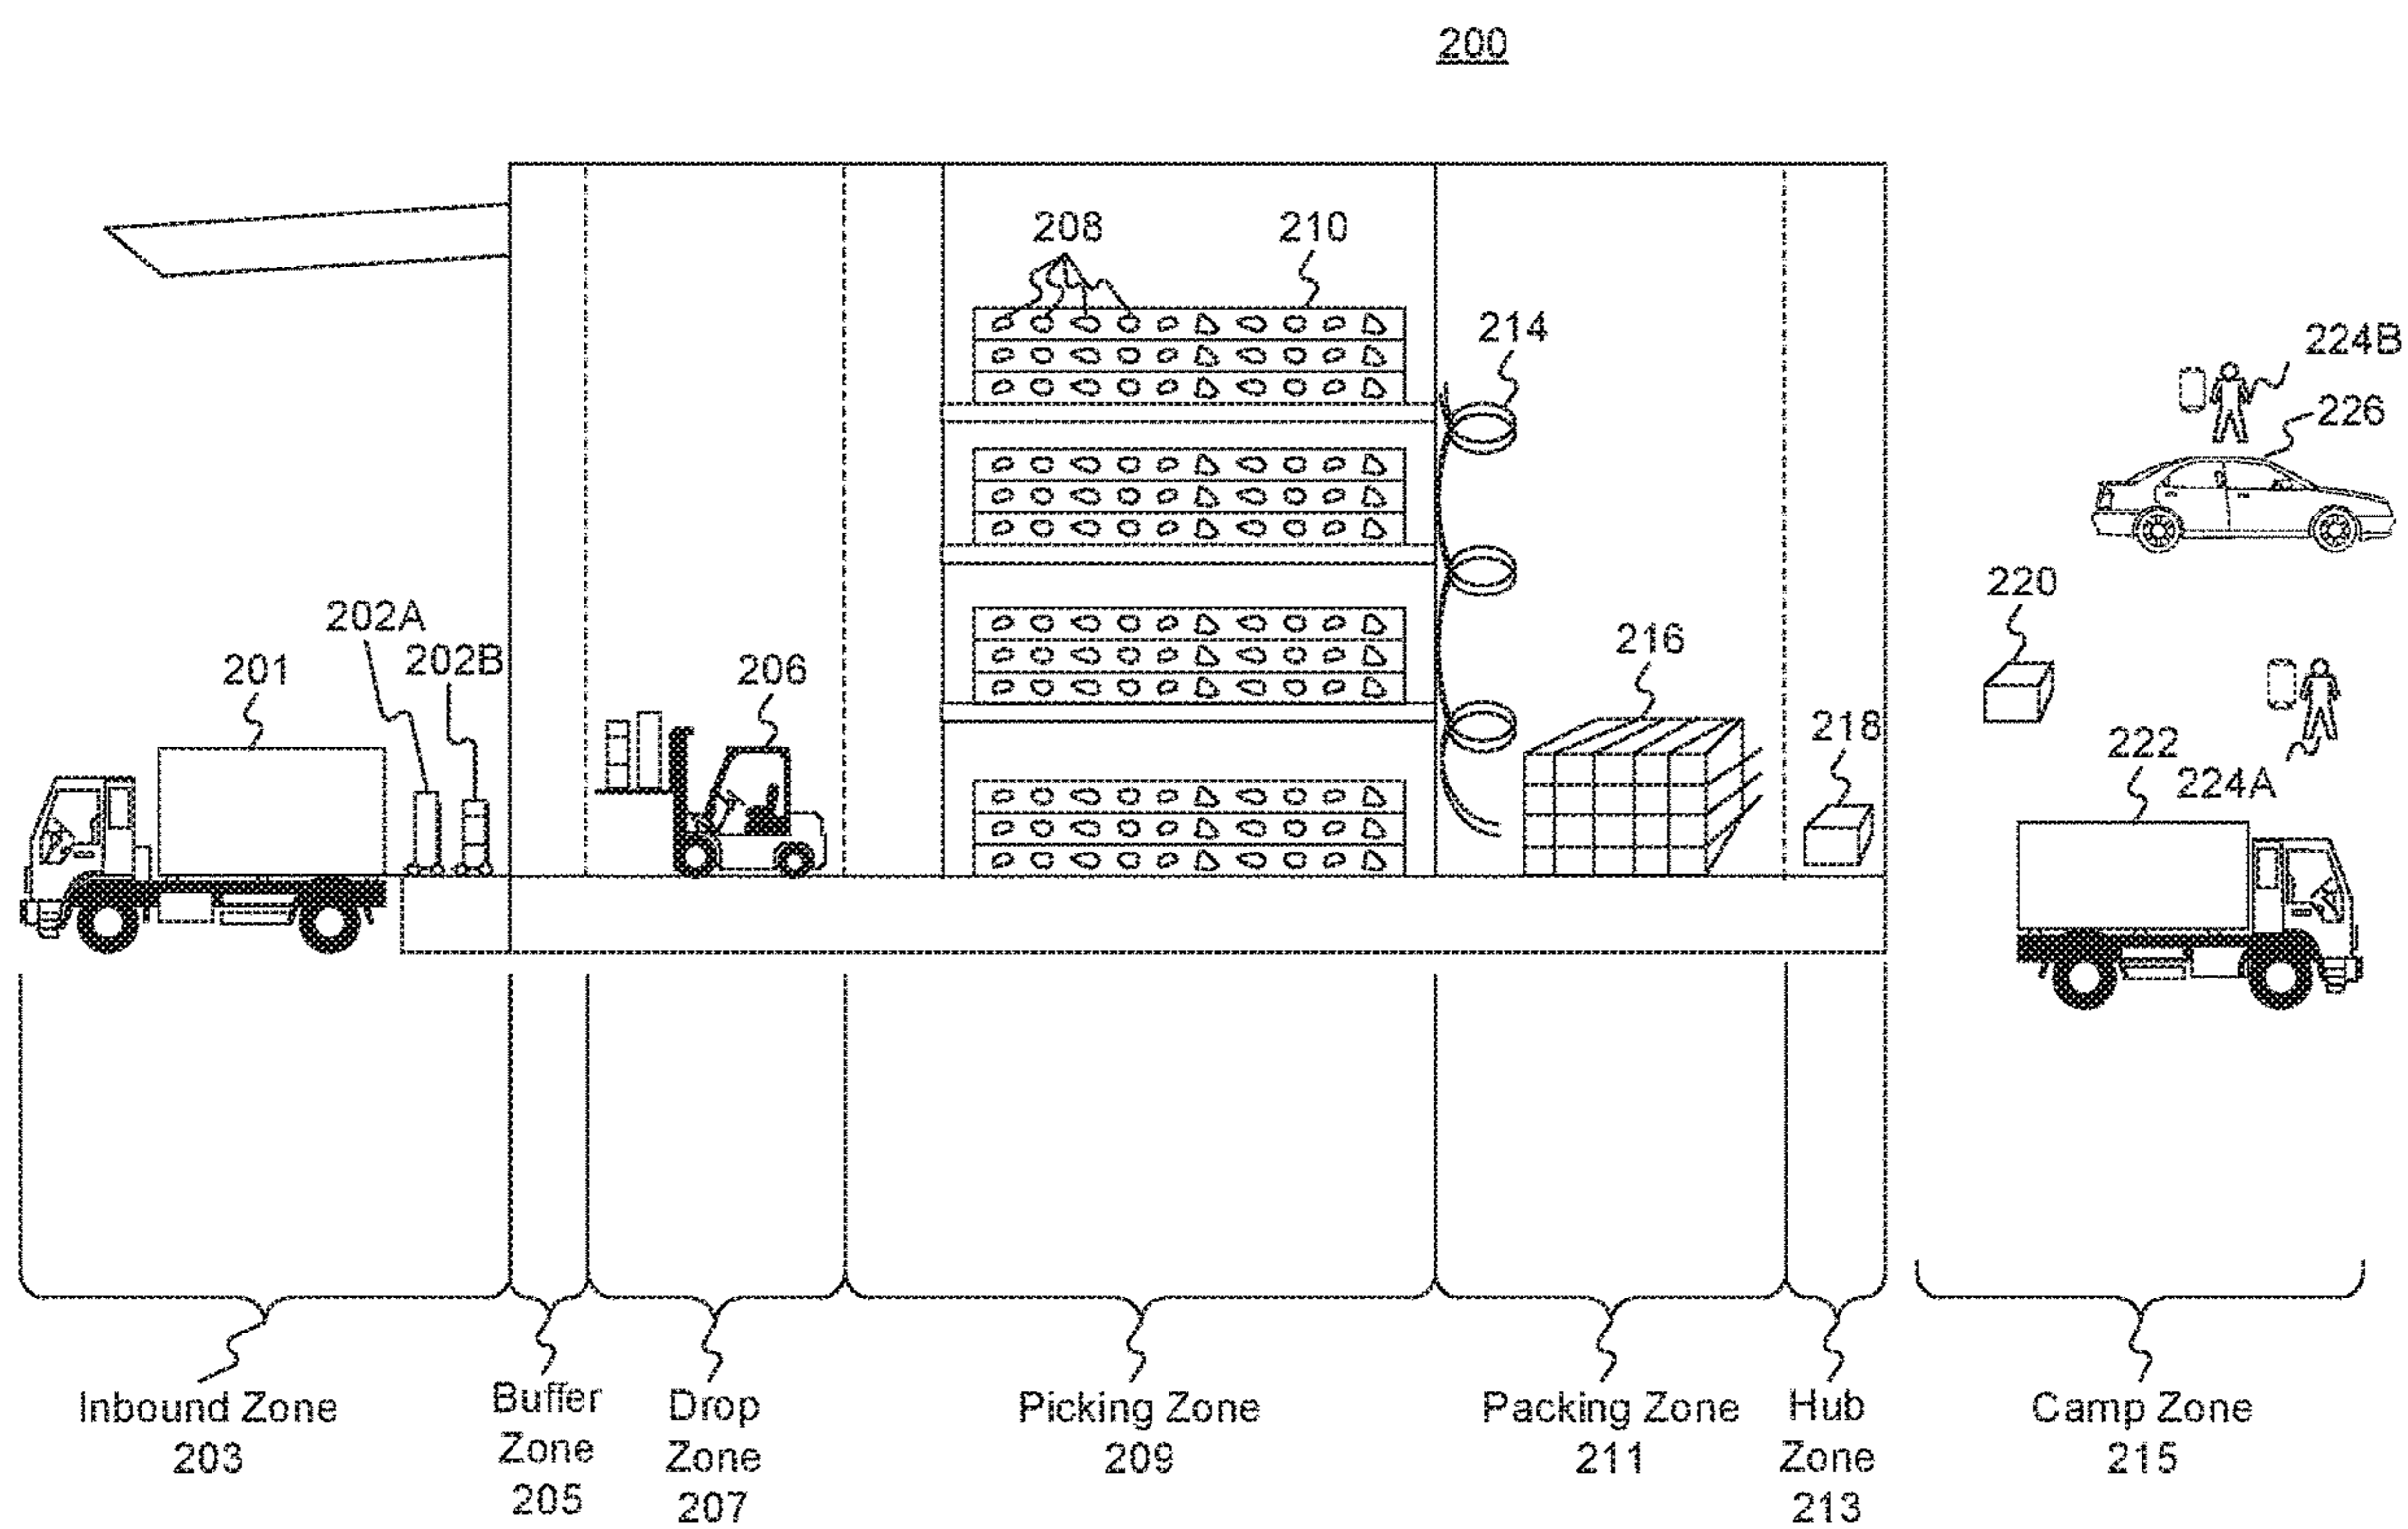 200
208
210
214
224B
226
220
202A
202B
201
206
216
218
222
224A
Inbound Zone
203
Buffer
Zone
205
Drop
Zone
207
Picking Zone
209
Packing Zone
211
Hub
Zone
213
Camp Zone
215